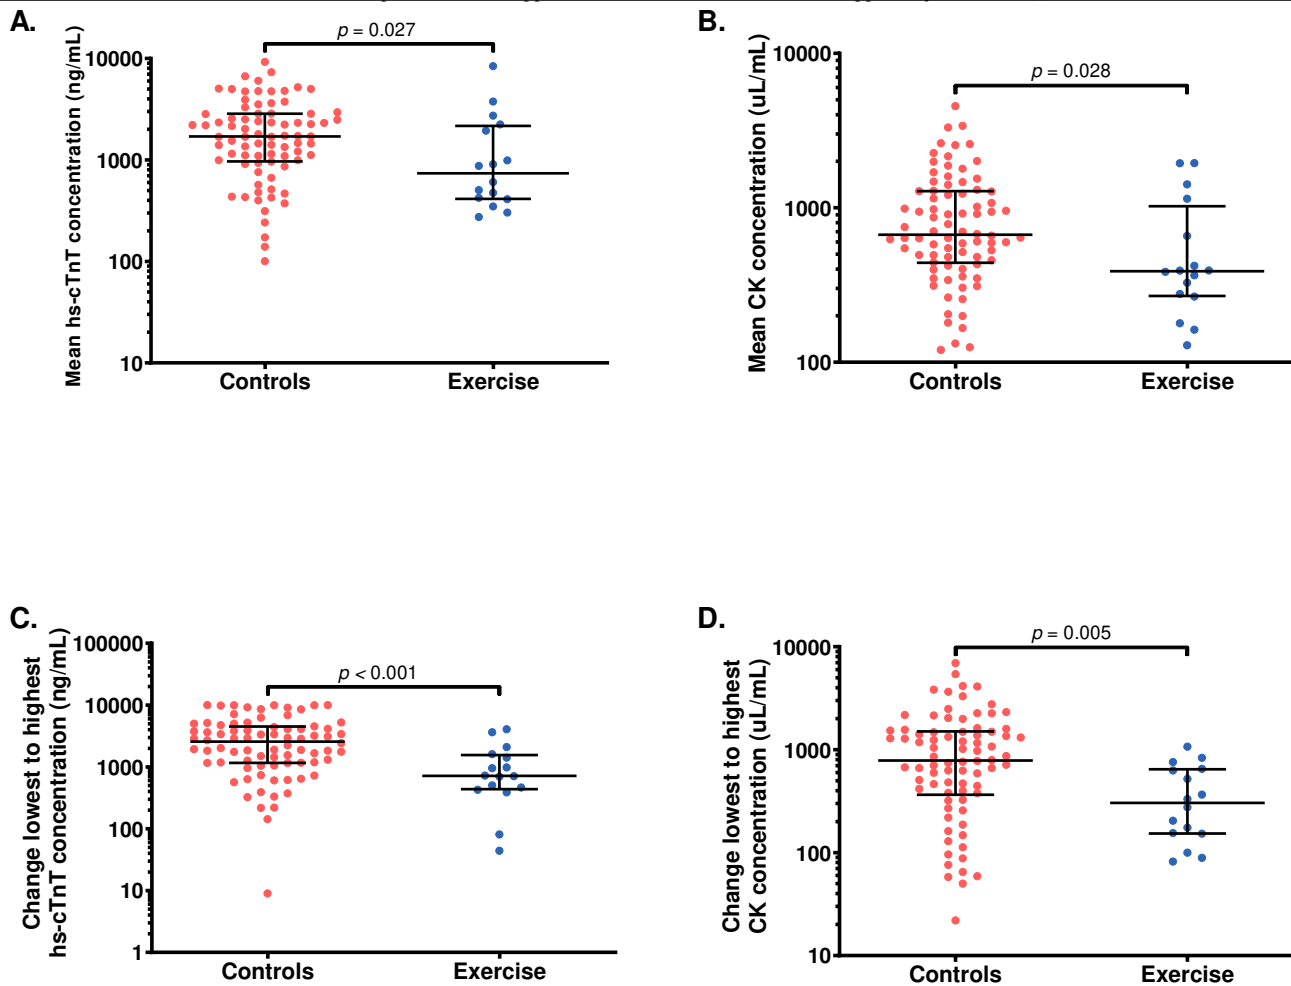 A.
p = 0.027
Mean hs-cTnT concentration (ng/mL)
10000
1000
100
10
Controls
Exercise
B.
p = 0.028
Mean CK concentration (uL/mL)
10000
1000
100
Controls
Exercise
C.
p < 0.001
Change lowest to highest
hs-cTnT concentration (ng/mL)
100000
10000
1000
100
10
1
Controls
Exercise
D.
p = 0.005
Change lowest to highest
CK concentration (uL/mL)
10000
1000
100
10
Controls
Exercise